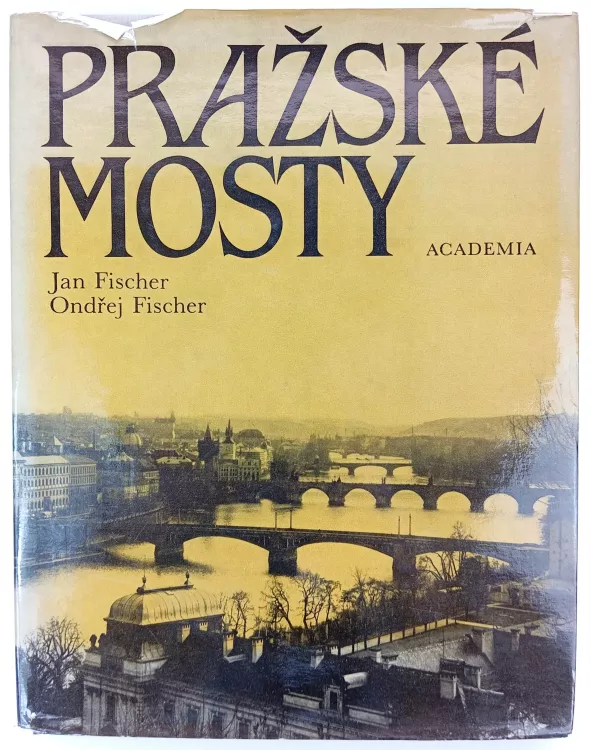 PRAŽSKÉ
MOSTY
ACADEMIA
Jan Fischer
Ondřej Fischer